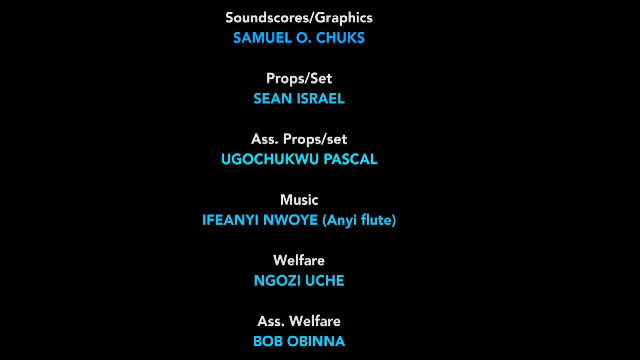 Soundscores/Graphics
SAMUEL O. CHUKS
Props/Set
SEAN ISRAEL
Ass. Props/set
UGOCHUKWU PASCAL
Music
IFEANYI NWOYE (Anyi flute)
Welfare
NGOZI UCHE
Ass. Welfare
BOB OBINNA